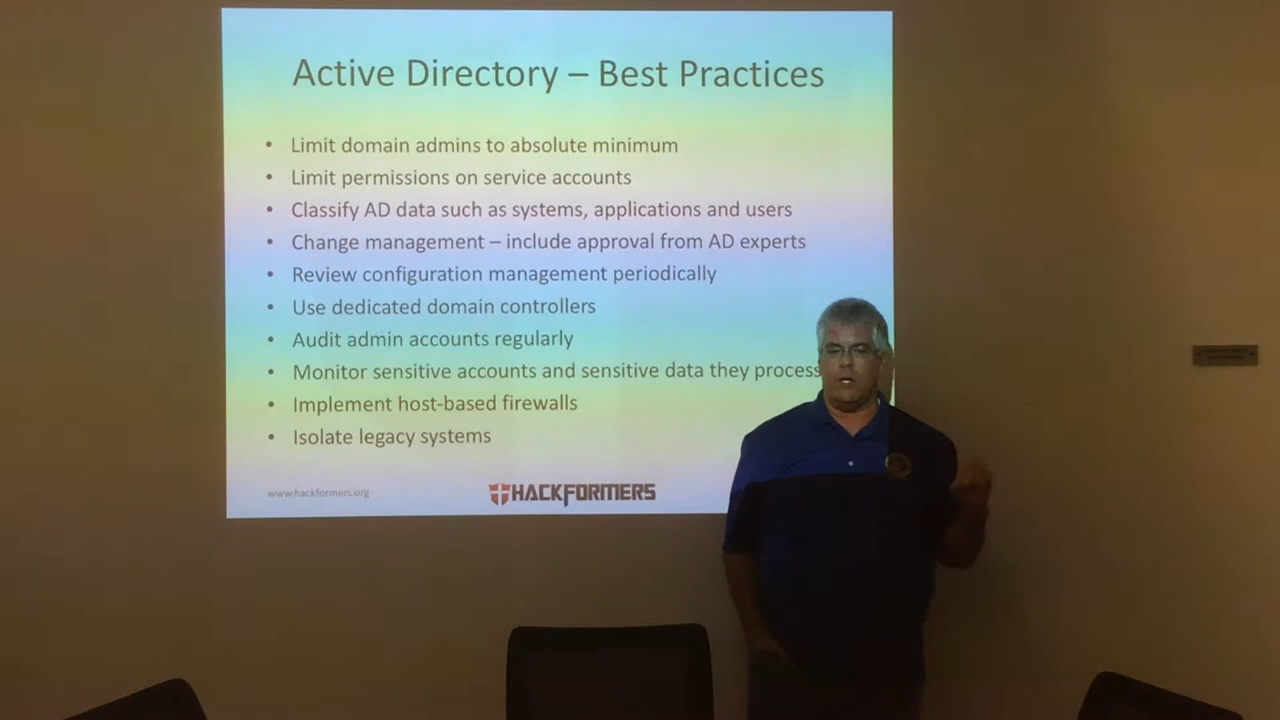 Active Directory – Best Practices
• Limit domain admins to absolute minimum
• Limit permissions on service accounts
• Classify AD data such as systems, applications and users
• Change management – include approval from AD experts
• Review configuration management periodically
• Use dedicated domain controllers
• Audit admin accounts regularly
• Monitor sensitive accounts and sensitive data they process
• Implement host-based firewalls
• Isolate legacy systems
www.hackformers.org
HACKFORMERS